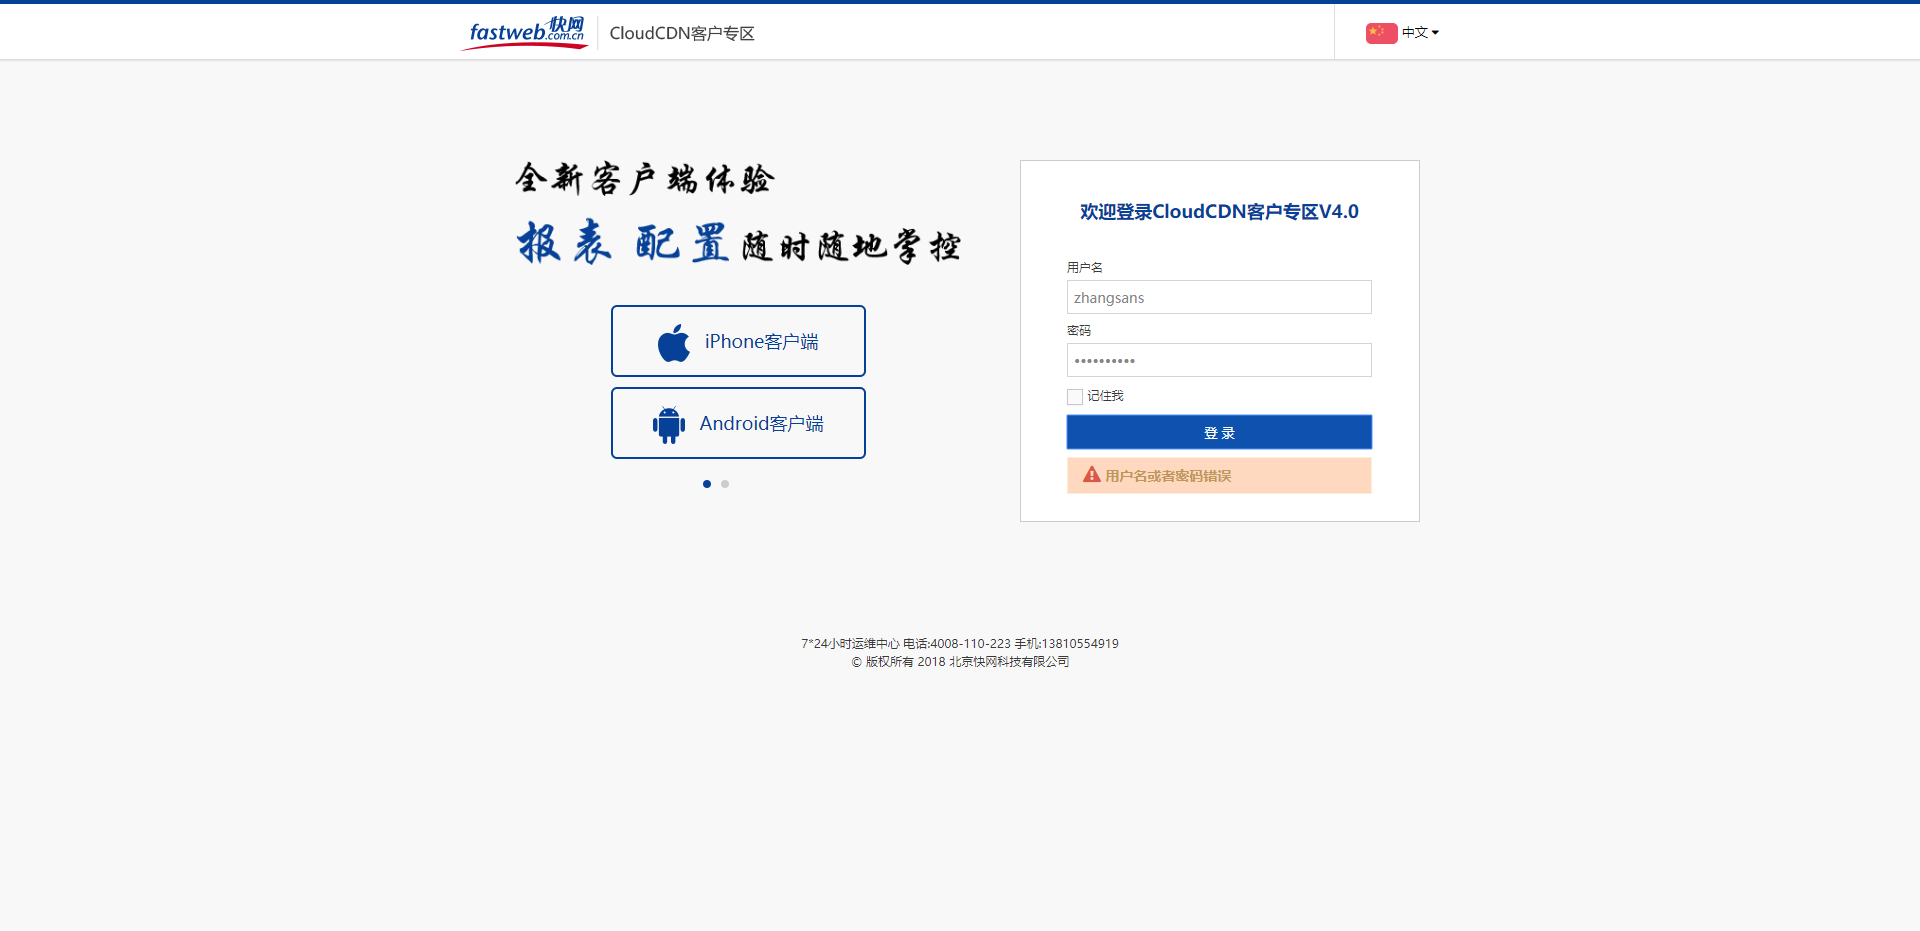 fastweb快网.com.cn
CloudCDN客户专区
中文
全新客户端体验
报表 配置随时随地掌控
iPhone客户端
Android客户端
欢迎登录CloudCDN客户专区V4.0
用户名
zhangsans
密码
••••••••••
记住我
登 录
用户名或者密码错误
7*24小时运维中心 电话:4008-110-223 手机:13810554919
© 版权所有 2018 北京快网科技有限公司